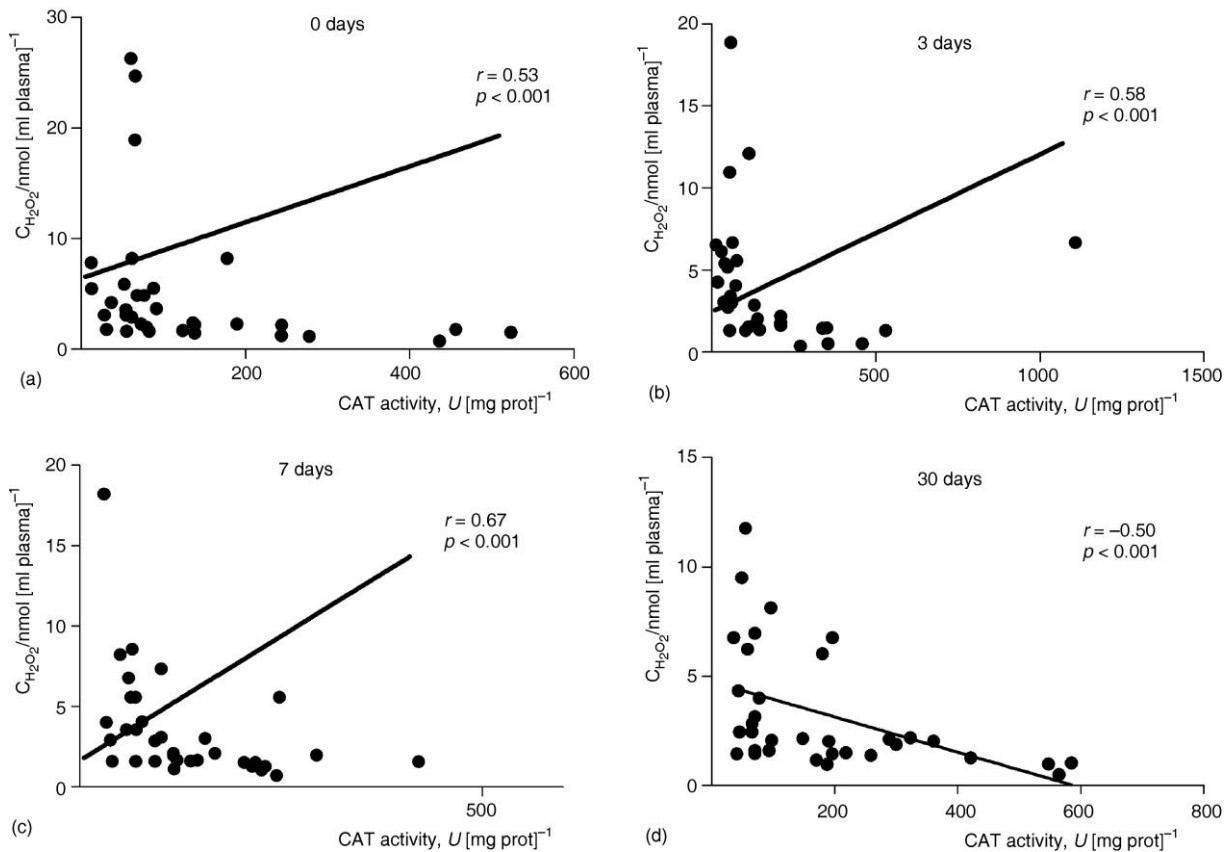 0 days
30
20
10
0
200
400
600
r = 0.53
p < 0.001
C_H₂O₂/nmol [ml plasma]⁻¹
CAT activity, U [mg prot]⁻¹
(a)
3 days
20
15
10
5
0
500
1000
1500
r = 0.58
p < 0.001
C_H₂O₂/nmol [ml plasma]⁻¹
CAT activity, U [mg prot]⁻¹
(b)
7 days
20
15
10
5
0
500
r = 0.67
p < 0.001
C_H₂O₂/nmol [ml plasma]⁻¹
CAT activity, U [mg prot]⁻¹
(c)
30 days
15
10
5
0
200
400
600
800
r = –0.50
p < 0.001
C_H₂O₂/nmol [ml plasma]⁻¹
CAT activity, U [mg prot]⁻¹
(d)